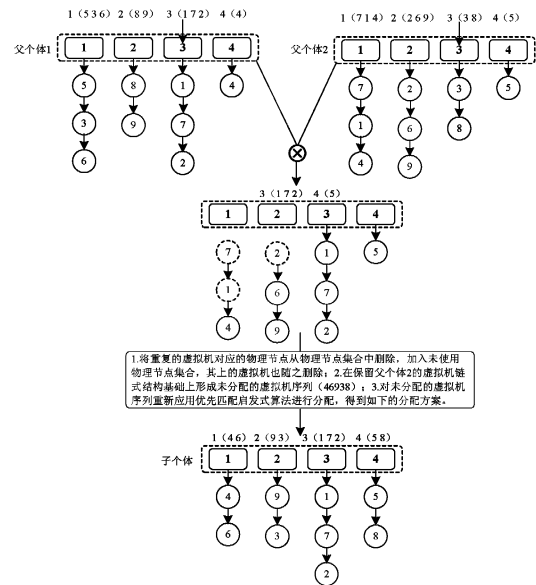 1 (5 3 6) 2 (8 9) 3 (1 7 2) 4 (4)
1 (7 1 4) 2 (2 6 9) 3 (3 8) 4 (5)
父个体1 1 2 3 4
父个体2 1 2 3 4
5 8 1 4
7 2 3 5
3 9 7
1 6 8
6 2
4 9
3 (1 7 2) 4 (5)
1 2 3 4
7 2 1 5
1 6 7
4 9 2
1.将重复的虚拟机对应的物理节点从物理节点集合中删除，加入未使用
物理节点集合，其上的虚拟机也随之删除；2.在保留父个体2的虚拟机链
式结构基础上形成未分配的虚拟机序列（46938）；3.对未分配的虚拟机
序列重新应用优先匹配启发式算法进行分配，得到如下的分配方案。
1 (4 6) 2 (9 3) 3 (1 7 2) 4 (5 8)
子个体 1 2 3 4
4 9 1 5
6 3 7 8
2